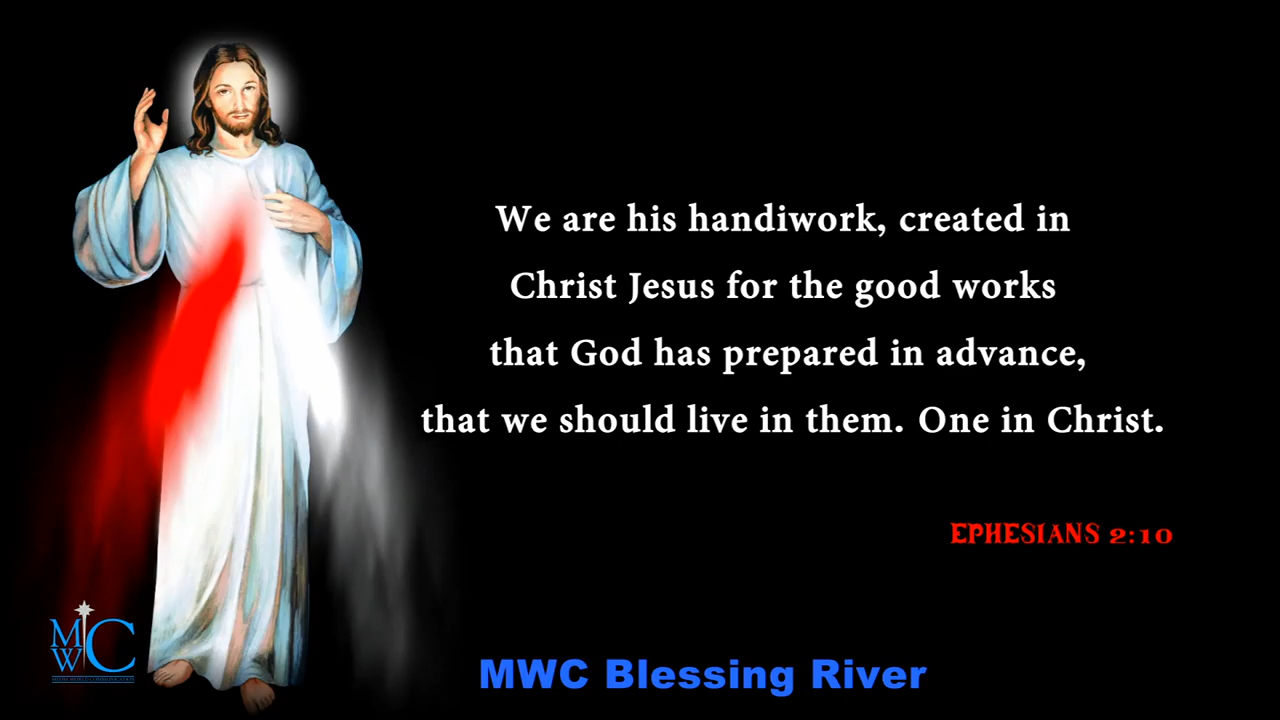 We are his handiwork, created in
Christ Jesus for the good works
that God has prepared in advance,
that we should live in them. One in Christ.
EPHESIANS 2:10
MWC
MWC Blessing River